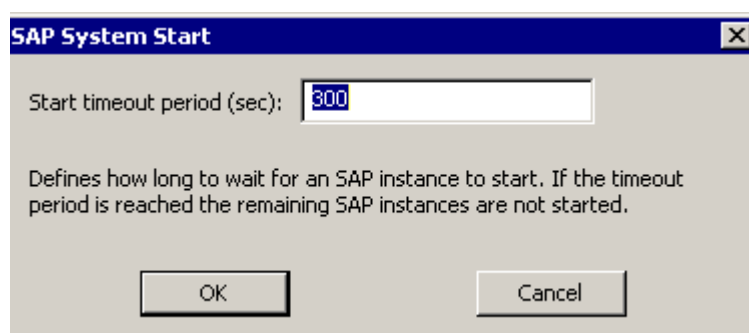 SAP System Start
Start timeout period (sec): 300
Defines how long to wait for an SAP instance to start. If the timeout
period is reached the remaining SAP instances are not started.
OK Cancel